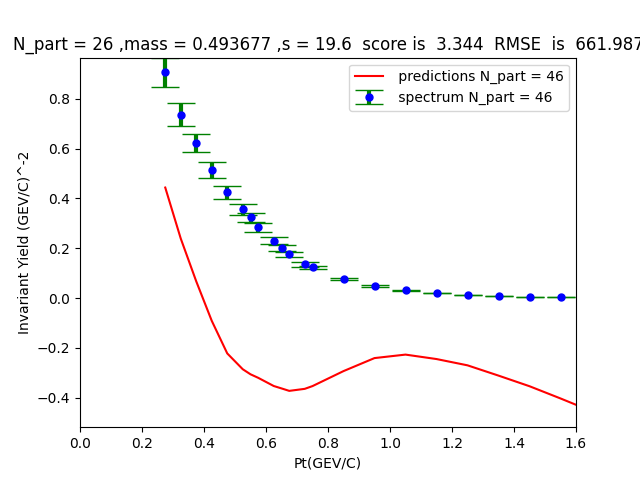 N_part = 26 ,mass = 0.493677 ,s = 19.6  score is  3.344  RMSE  is  661.987
predictions N_part = 46
spectrum N_part = 46
Invariant Yield (GEV/C)^-2
0.8
0.6
0.4
0.2
0.0
−0.2
−0.4
0.0 0.2 0.4 0.6 0.8 1.0 1.2 1.4 1.6
Pt(GEV/C)